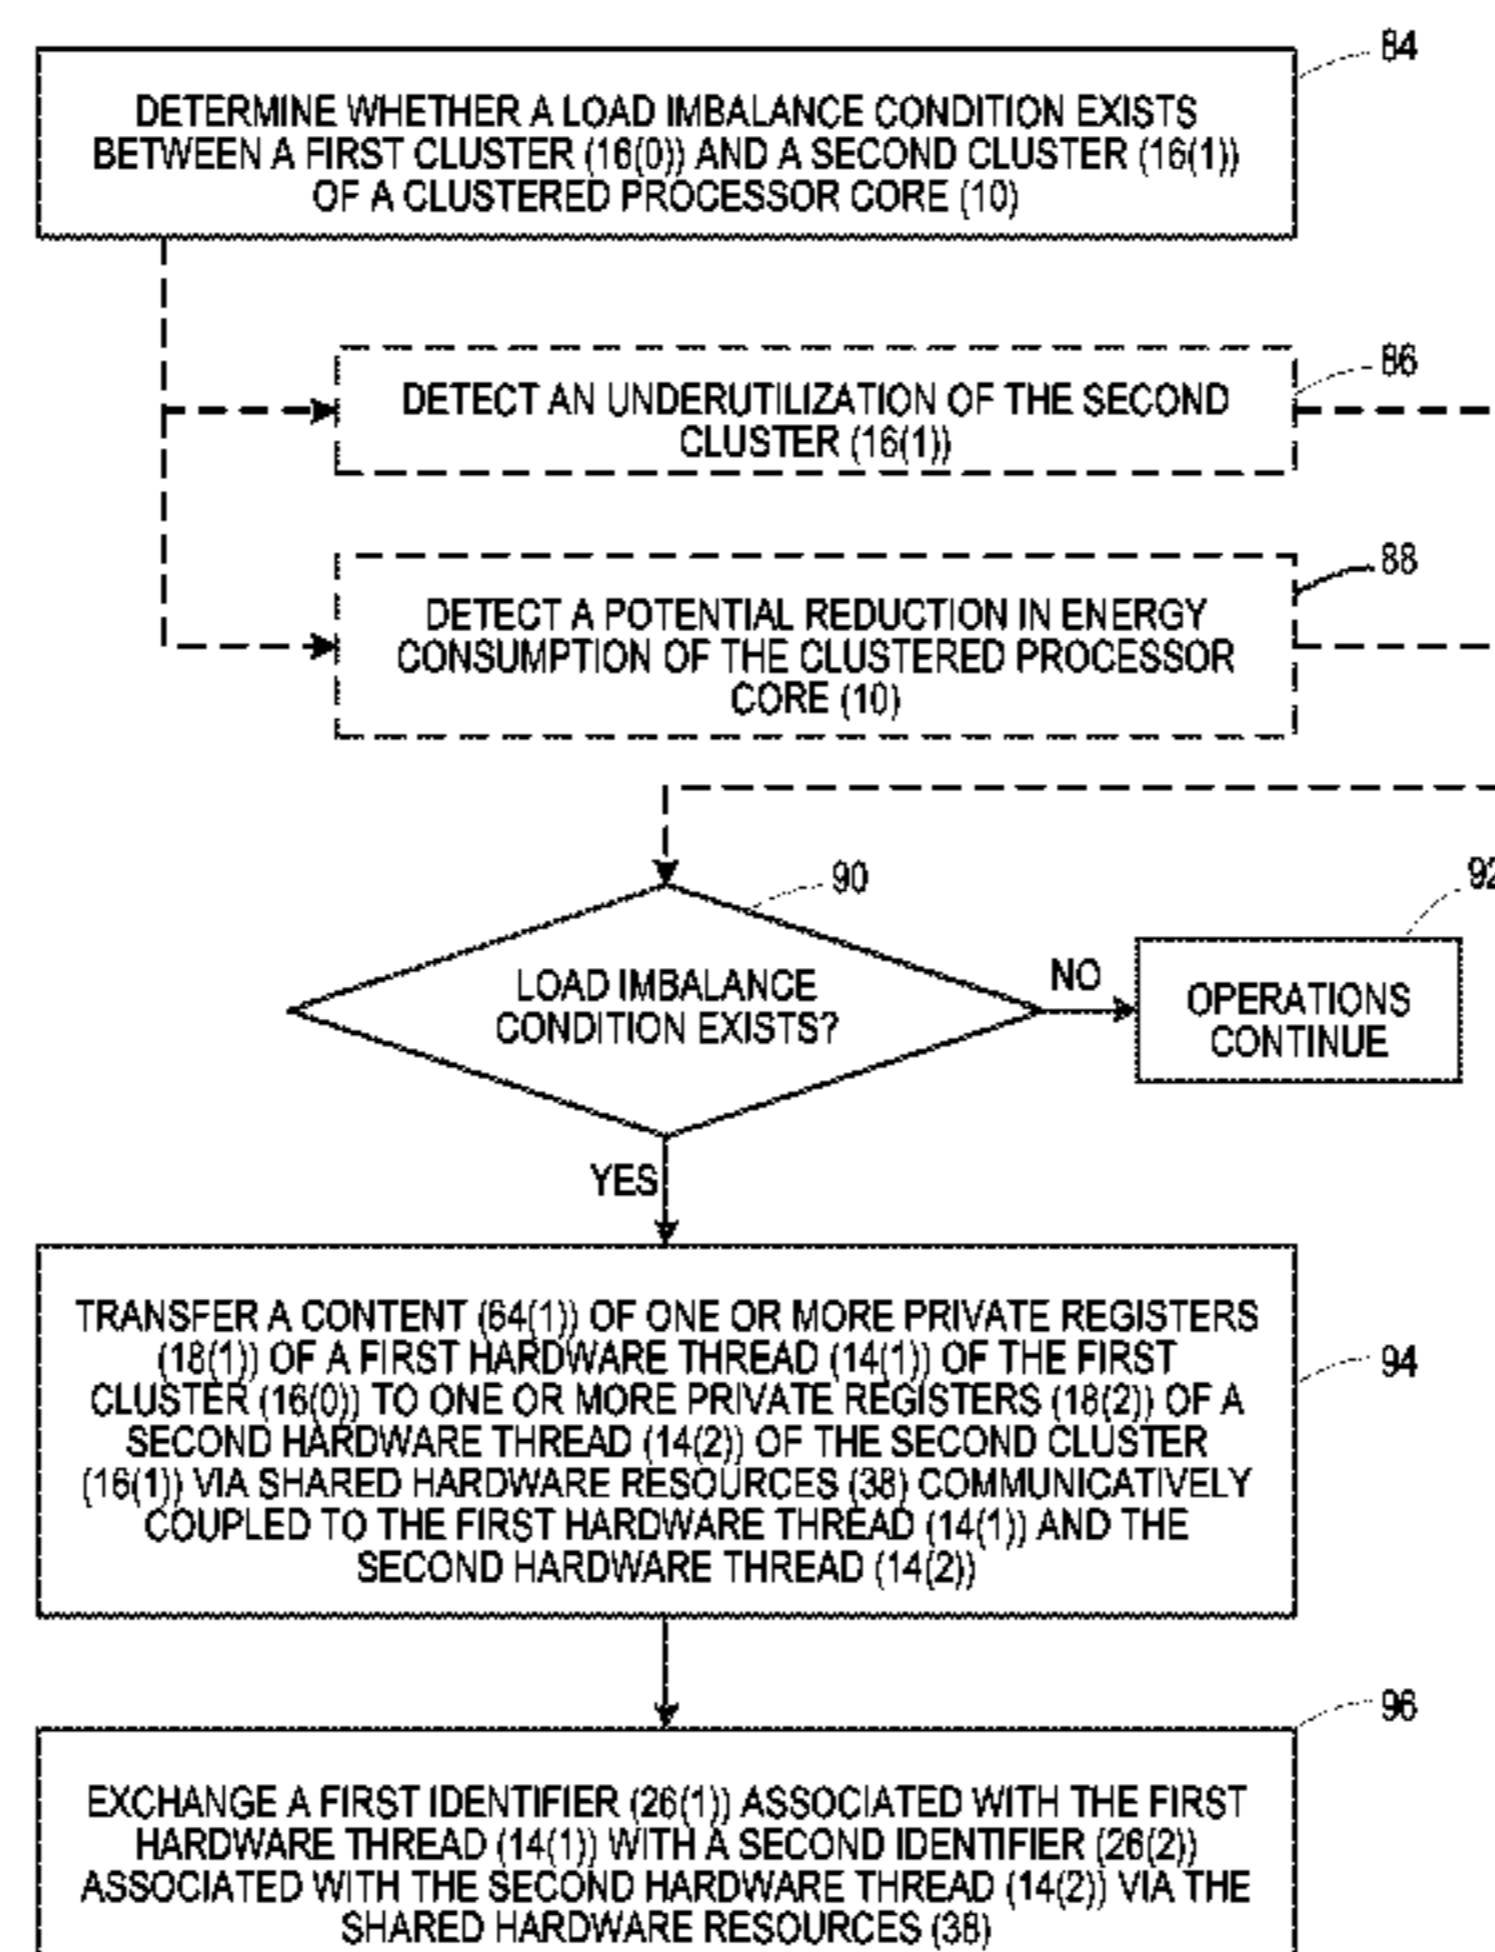 84
DETERMINE WHETHER A LOAD IMBALANCE CONDITION EXISTS
BETWEEN A FIRST CLUSTER (16(0)) AND A SECOND CLUSTER (16(1))
OF A CLUSTERED PROCESSOR CORE (10)
86
DETECT AN UNDERUTILIZATION OF THE SECOND
CLUSTER (16(1))
88
DETECT A POTENTIAL REDUCTION IN ENERGY
CONSUMPTION OF THE CLUSTERED PROCESSOR
CORE (10)
90
LOAD IMBALANCE
CONDITION EXISTS?
NO
92
OPERATIONS
CONTINUE
YES
TRANSFER A CONTENT (64(1)) OF ONE OR MORE PRIVATE REGISTERS
(18(1)) OF A FIRST HARDWARE THREAD (14(1)) OF THE FIRST
CLUSTER (16(0)) TO ONE OR MORE PRIVATE REGISTERS (18(2)) OF A
SECOND HARDWARE THREAD (14(2)) OF THE SECOND CLUSTER
(16(1)) VIA SHARED HARDWARE RESOURCES (38) COMMUNICATIVELY
COUPLED TO THE FIRST HARDWARE THREAD (14(1)) AND THE
SECOND HARDWARE THREAD (14(2))
94
96
EXCHANGE A FIRST IDENTIFIER (26(1)) ASSOCIATED WITH THE FIRST
HARDWARE THREAD (14(1)) WITH A SECOND IDENTIFIER (26(2))
ASSOCIATED WITH THE SECOND HARDWARE THREAD (14(2)) VIA THE
SHARED HARDWARE RESOURCES (38)